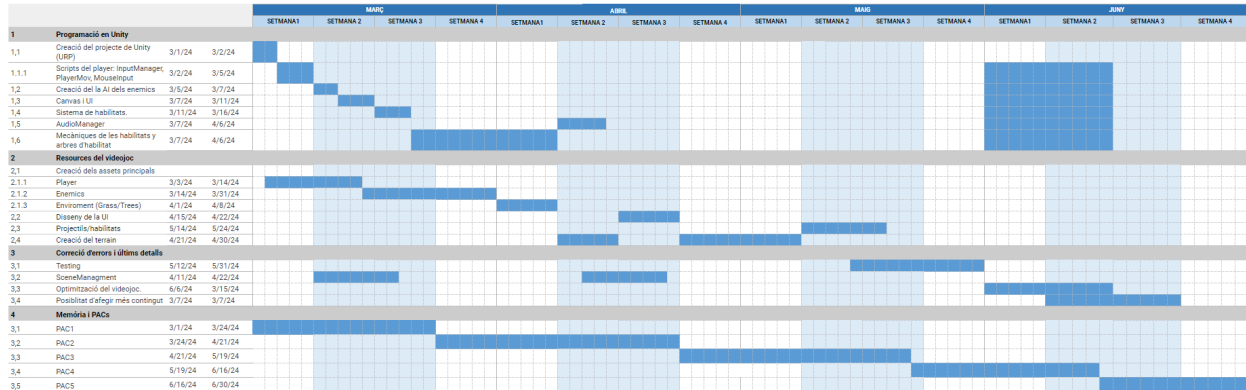 MARÇ ABRIL MAIG JUNY
SETMANA1 SETMANA 2 SETMANA 3 SETMANA 4 SETMANA1 SETMANA 2 SETMANA 3 SETMANA 4 SETMANA1 SETMANA 2 SETMANA 3 SETMANA 4 SETMANA1 SETMANA 2 SETMANA 3 SETMANA 4
1 Programació en Unity
1,1 Creació del projecte de Unity (URP) 3/1/24 3/2/24
1.1.1 Scripts del player: InputManager, PlayerMov, MouseInput 3/2/24 3/5/24
1,2 Creació del la AI dels enemics 3/5/24 3/7/24
1,3 Canvas i UI 3/7/24 3/11/24
1,4 Sistema de habilitats. 3/11/24 3/16/24
1,5 AudioManager 3/7/24 4/6/24
1,6 Mecàniques de les habilitats y arbres d'habilitat 3/7/24 4/6/24
2 Resources del videojoc
2,1 Creació dels assets principals
2.1.1 Player 3/3/24 3/14/24
2.1.2 Enemics 3/14/24 3/31/24
2.1.3 Enviroment (Grass/Trees) 4/1/24 4/8/24
2,2 Disseny de la UI 4/15/24 4/22/24
2,3 Projectils/habilitats 5/14/24 5/24/24
2,4 Creació del terrain 4/21/24 4/30/24
3 Correció d'errors i últims detalls
3,1 Testing 5/12/24 5/31/24
3,2 SceneManagment 4/11/24 4/22/24
3,3 Optimització del videojoc. 6/6/24 3/15/24
3,4 Posiblitat d'afegir més contingut 3/7/24 3/7/24
4 Memória i PACs
3,1 PAC1 3/1/24 3/24/24
3,2 PAC2 3/24/24 4/21/24
3,3 PAC3 4/21/24 5/19/24
3,4 PAC4 5/19/24 6/16/24
3,5 PAC5 6/16/24 6/30/24